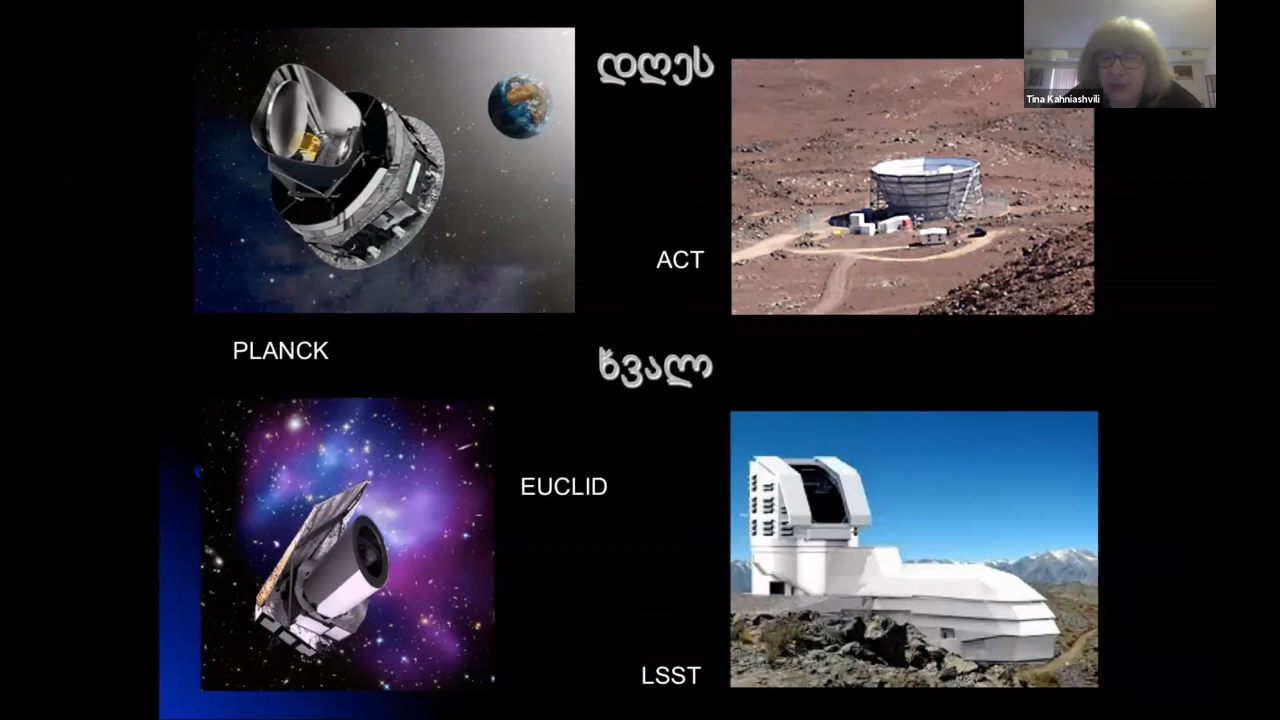 დღეს
Tina Kahniashvili
ACT
PLANCK
ხვალ
EUCLID
LSST